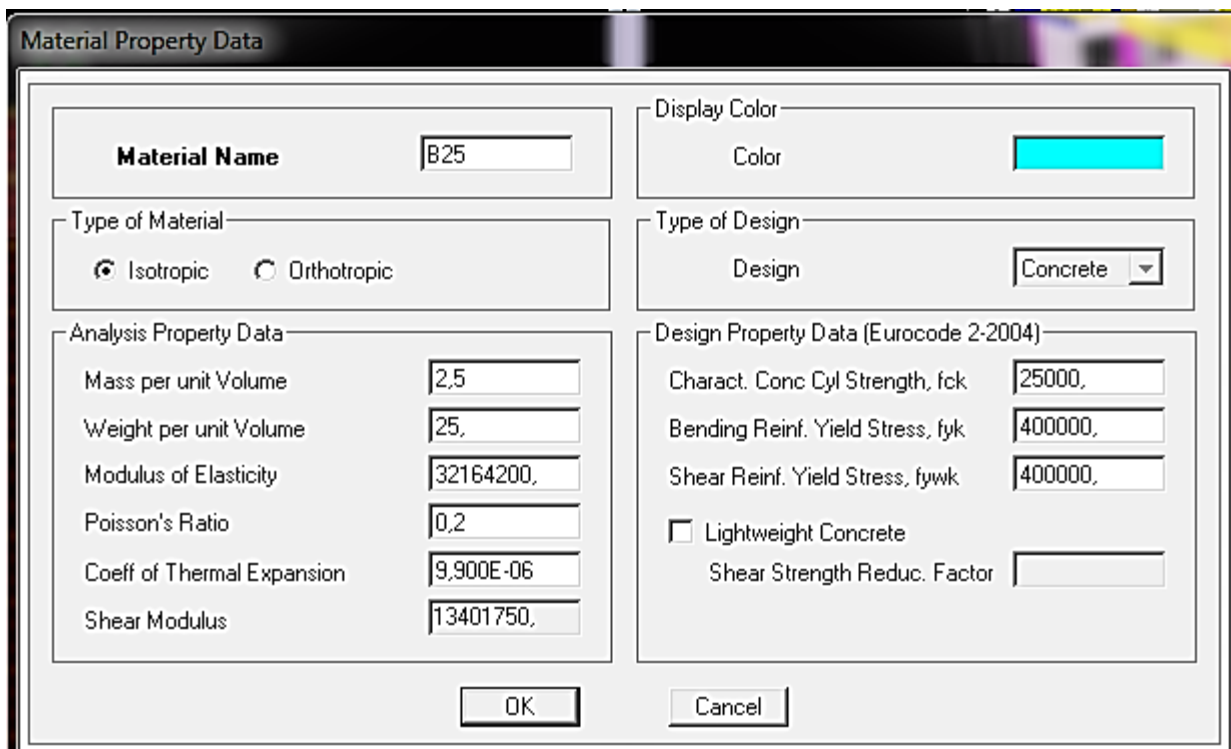 Material Property Data
Material Name B25
Display Color
Color
Type of Material
Isotropic Orthotropic
Type of Design
Design Concrete
Analysis Property Data
Mass per unit Volume 2,5
Weight per unit Volume 25,
Modulus of Elasticity 32164200,
Poisson's Ratio 0,2
Coeff of Thermal Expansion 9,900E-06
Shear Modulus 13401750,
Design Property Data (Eurocode 2-2004)
Charact. Conc Cyl Strength, fck 25000,
Bending Reinf. Yield Stress, fyk 400000,
Shear Reinf. Yield Stress, fywk 400000,
Lightweight Concrete
Shear Strength Reduc. Factor
OK Cancel